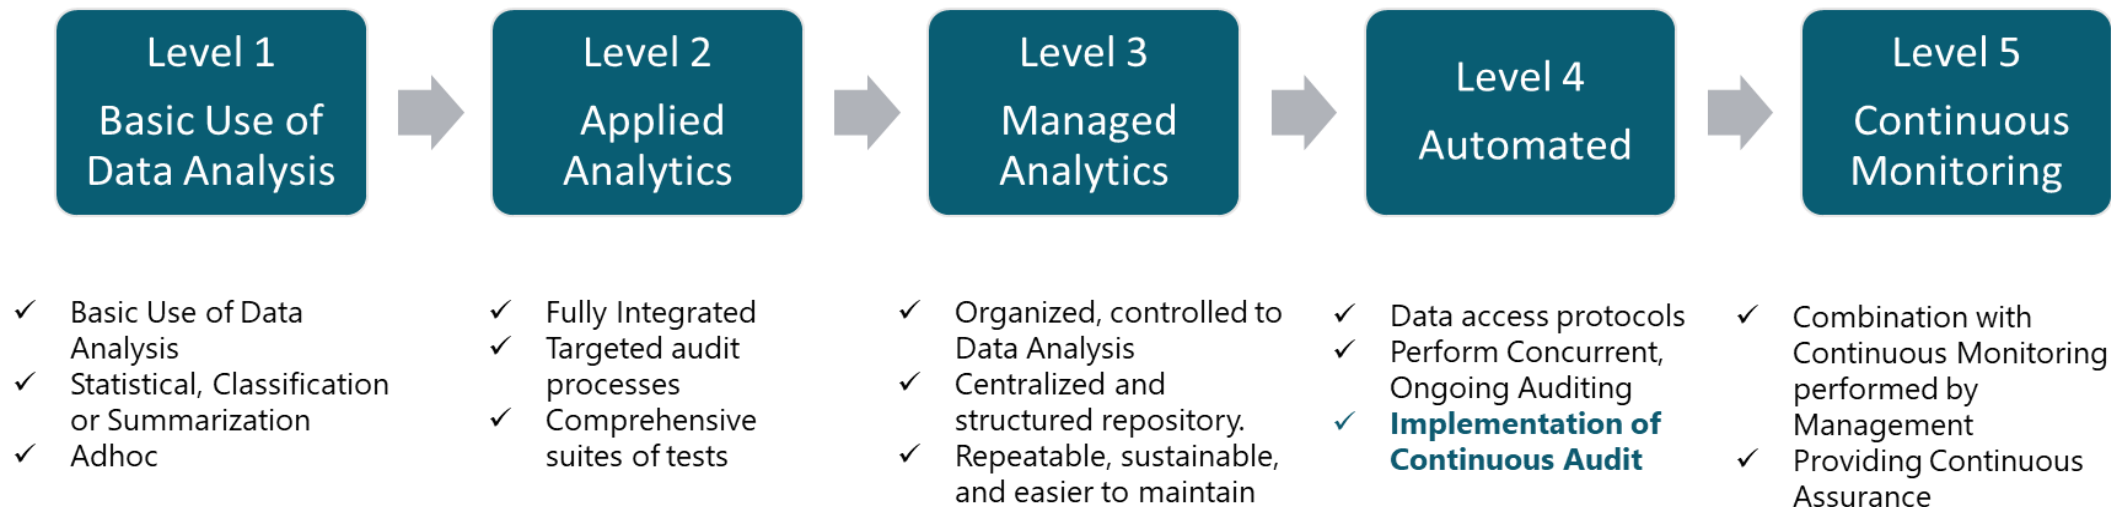 Level 1
Basic Use of
Data Analysis
Level 2
Applied
Analytics
Level 3
Managed
Analytics
Level 4
Automated
Level 5
Continuous
Monitoring
✓ Basic Use of Data
Analysis
✓ Statistical, Classification
or Summarization
✓ Adhoc
✓ Fully Integrated
✓ Targeted audit
processes
✓ Comprehensive
suites of tests
✓ Organized, controlled to
Data Analysis
✓ Centralized and
structured repository.
✓ Repeatable, sustainable,
and easier to maintain
✓ Data access protocols
✓ Perform Concurrent,
Ongoing Auditing
✓ Implementation of
Continuous Audit
✓ Combination with
Continuous Monitoring
performed by
Management
✓ Providing Continuous
Assurance